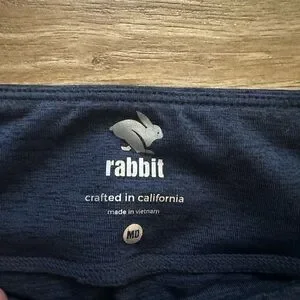 rabbit
crafted in california
made in vietnam
MD